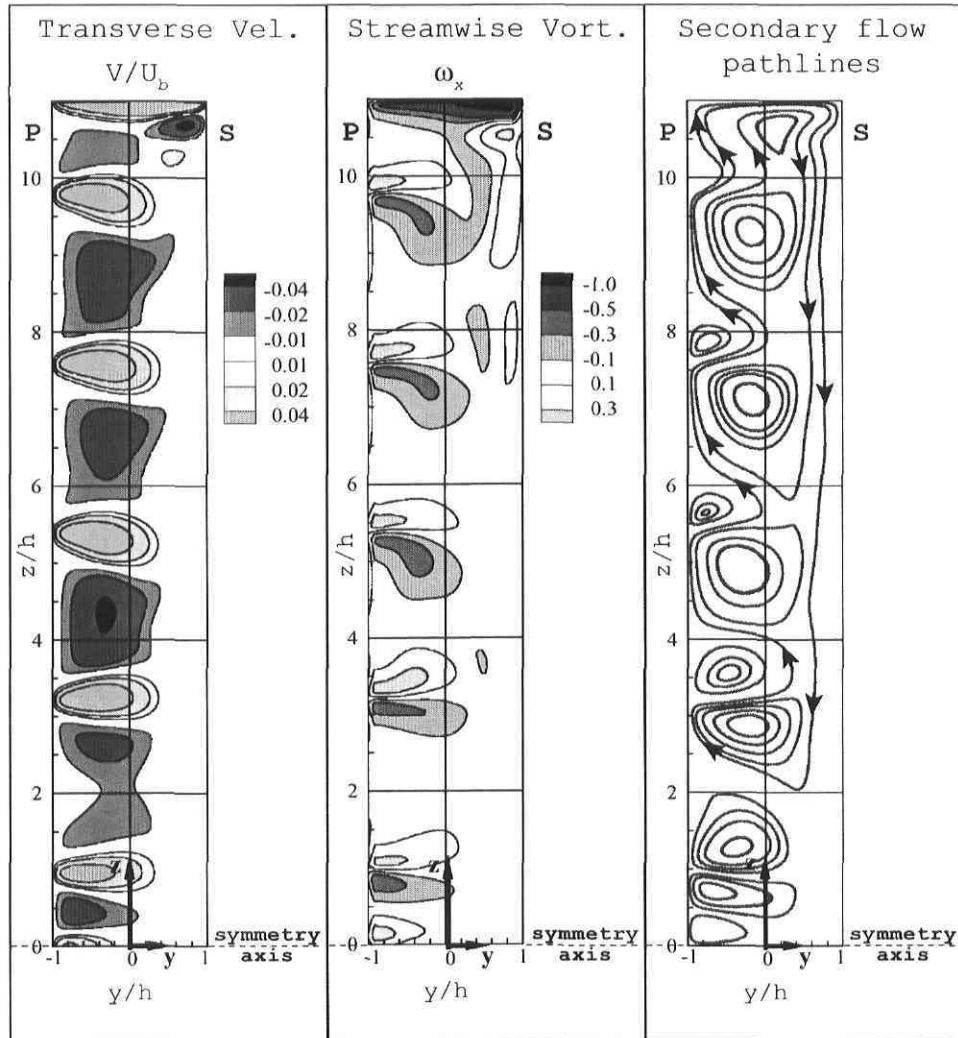 Transverse Vel.
V/U_b
P S
10
8
6
4
2
0
z/h
-0.04
-0.02
-0.01
0.01
0.02
0.04
z
y
symmetry
axis
-1 0 1
y/h
Streamwise Vort.
ω_x
P S
10
8
6
4
2
0
z/h
-1.0
-0.5
-0.3
-0.1
0.1
0.3
z
y
symmetry
axis
-1 0 1
y/h
Secondary flow
pathlines
P S
10
8
6
4
2
0
z/h
z
y
symmetry
axis
-1 0 1
y/h